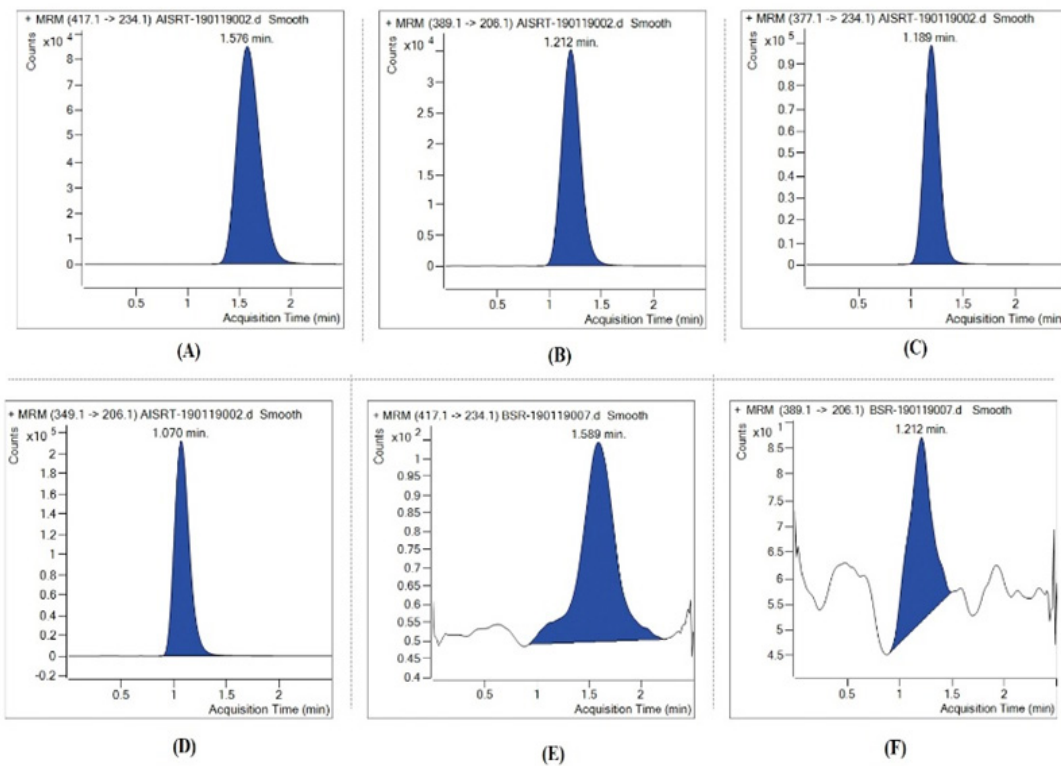 + MRM (417.1 -> 234.1) AISRT-190119002.d Smooth
x10 4
1.576 min.
Counts
8
7
6
5
4
3
2
1
0
0.5 1 1.5 2
Acquisition Time (min)
(A)
+ MRM (389.1 -> 206.1) AISRT-190119002.d Smooth
x10 4
1.212 min.
Counts
3.5
3
2.5
2
1.5
1
0.5
0
0.5 1 1.5 2
Acquisition Time (min)
(B)
+ MRM (377.1 -> 234.1) AISRT-190119002.d Smooth
x10 5
1.189 min.
Counts
1
0.9
0.8
0.7
0.6
0.5
0.4
0.3
0.2
0.1
0
0.5 1 1.5 2
Acquisition Time (min)
(C)
+ MRM (349.1 -> 206.1) AISRT-190119002.d Smooth
x10 5
1.070 min.
Counts
2
1.8
1.6
1.4
1.2
1
0.8
0.6
0.4
0.2
0
-0.2
0.5 1 1.5 2
Acquisition Time (min)
(D)
+ MRM (417.1 -> 234.1) BSR-190119007.d Smooth
x10 2
1.589 min.
Counts
1
0.95
0.9
0.85
0.8
0.75
0.7
0.65
0.6
0.55
0.5
0.45
0.4
0.5 1 1.5 2
Acquisition Time (min)
(E)
+ MRM (389.1 -> 206.1) BSR-190119007.d Smooth
x10 1
1.212 min.
Counts
8.5
8
7.5
7
6.5
6
5.5
5
4.5
0.5 1 1.5 2
Acquisition Time (min)
(F)